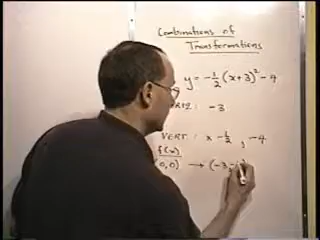 Combinations of
Transformations
y = -1/2 (x+3)² - 4
: -3
VERT : x -1/2 , -4
f(x)
0,0) → (-3,-